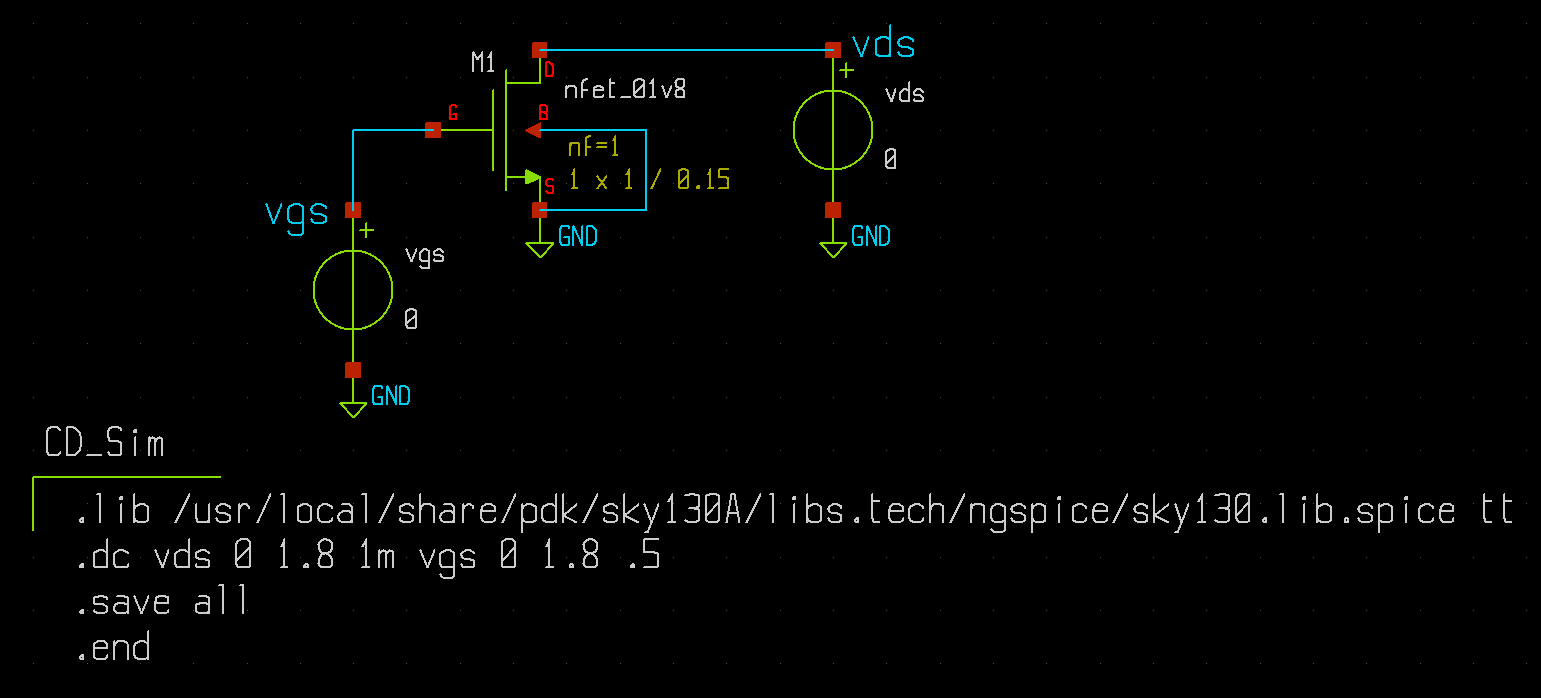 vds
M1
D
nfet_01v8
+
vds
G
B
nf=1
0
S
1 x 1 / 0.15
vgs
+
GND
GND
vgs
0
GND
CD_Sim
.lib /usr/local/share/pdk/sky130A/libs.tech/ngspice/sky130.lib.spice tt
.dc vds 0 1.8 1m vgs 0 1.8 .5
.save all
.end